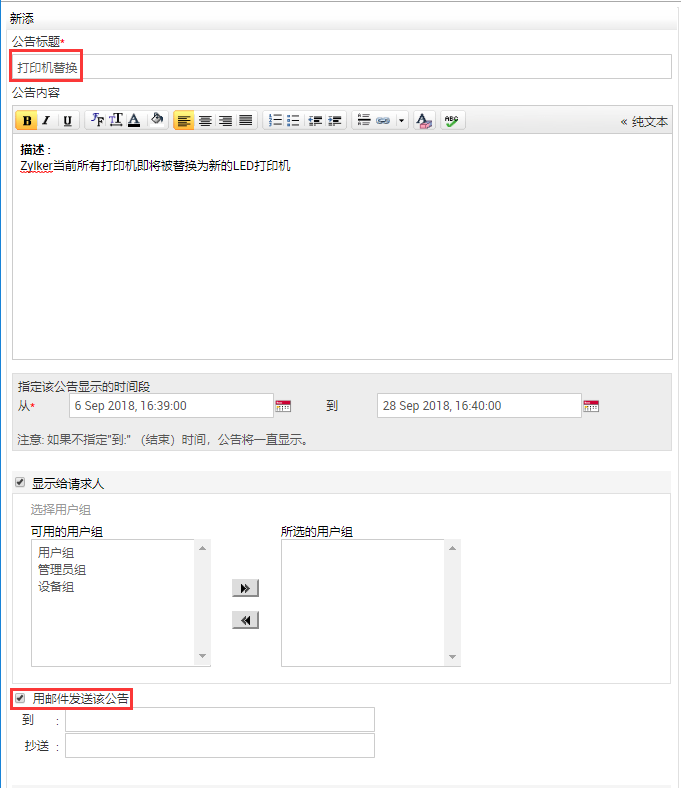 新添
公告标题*
打印机替换
公告内容
B I U F T A ABC « 纯文本
描述 :
Zylker当前所有打印机即将被替换为新的LED打印机
指定该公告显示的时间段
从* 6 Sep 2018, 16:39:00 到 28 Sep 2018, 16:40:00
注意: 如果不指定"到:" （结束）时间，公告将一直显示。
显示给请求人
选择用户组
可用的用户组 所选的用户组
用户组
管理员组
设备组
用邮件发送该公告
到 :
抄送 :